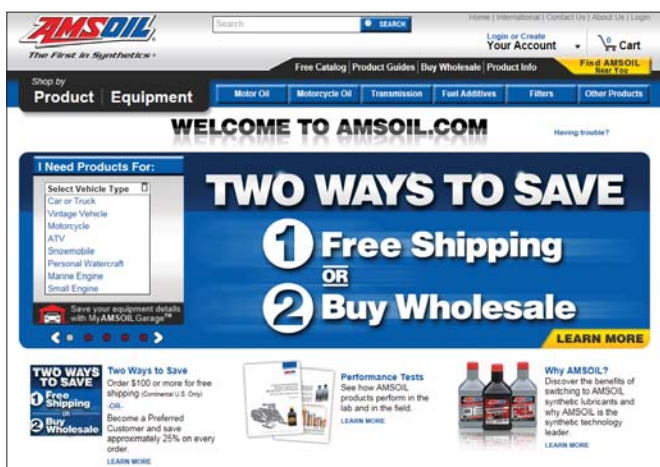 Home | International | Contact Us | About Us | Login
AMSOIL
The First in Synthetics
Search
SEARCH
Login or Create
Your Account
0
Cart
Free Catalog | Product Guides | Buy Wholesale | Product Info
Find AMSOIL
Near You
Shop by
Product | Equipment
Motor Oil
Motorcycle Oil
Transmission
Fuel Additives
Filters
Other Products
WELCOME TO AMSOIL.COM
Having trouble?
I Need Products For:
Select Vehicle Type
Car or Truck
Vintage Vehicle
Motorcycle
ATV
Snowmobile
Personal Watercraft
Marine Engine
Small Engine
Save your equipment details
with MyAMSOILGarage™
TWO WAYS TO SAVE
1 Free Shipping
OR
2 Buy Wholesale
LEARN MORE
TWO WAYS
TO SAVE
1 Free
Shipping
OR
2 Buy
Wholesale
Two Ways to Save
Order $100 or more for free
shipping (Continental U.S. Only)
-OR-
Become a Preferred
Customer and save
approximately 25% on every
order.
LEARN MORE
Performance Tests
See how AMSOIL
products perform in the
lab and in the field.
LEARN MORE
Why AMSOIL?
Discover the benefits of
switching to AMSOIL
synthetic lubricants and
why AMSOIL is the
synthetic technology
leader.
LEARN MORE